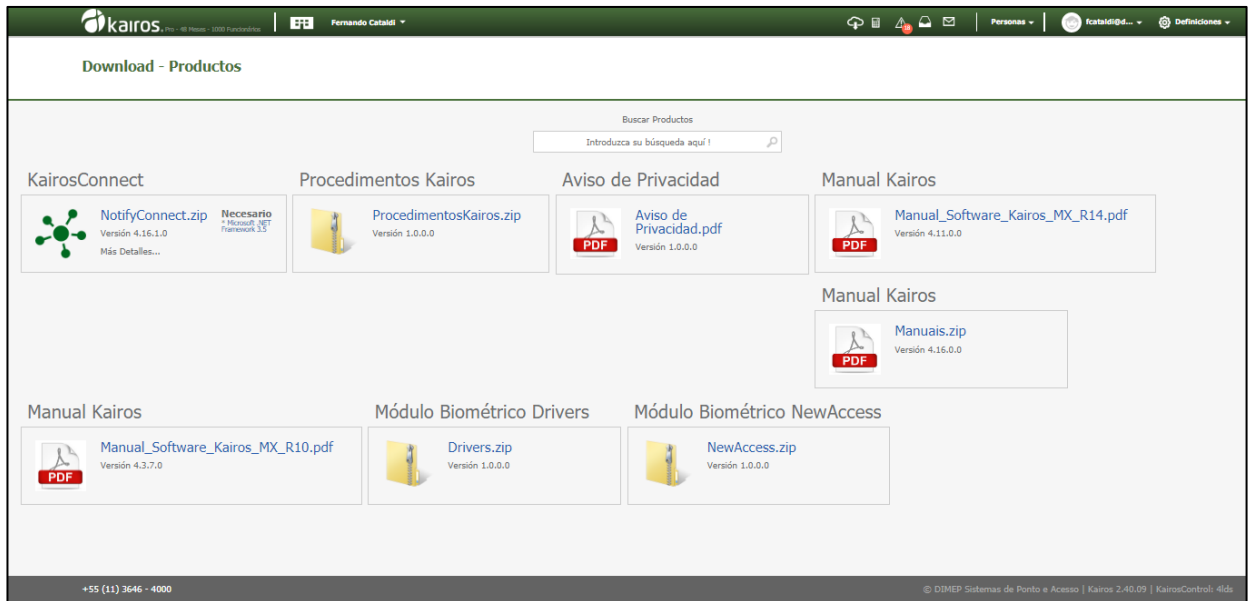 kairos. Pro - 48 Meses - 1000 Funcionários
Fernando Cataldi
18
Personas
fcataldi@d...
Definiciones
Download - Productos
Buscar Productos
Introduzca su búsqueda aquí !
KairosConnect
NotifyConnect.zip
Versión 4.16.1.0
Más Detalles...
Necesario
* Microsoft .NET
Framework 3.5
Procedimentos Kairos
ProcedimentosKairos.zip
Versión 1.0.0.0
Aviso de Privacidad
PDF
Aviso de
Privacidad.pdf
Versión 1.0.0.0
Manual Kairos
PDF
Manual_Software_Kairos_MX_R14.pdf
Versión 4.11.0.0
Manual Kairos
PDF
Manuais.zip
Versión 4.16.0.0
Manual Kairos
PDF
Manual_Software_Kairos_MX_R10.pdf
Versión 4.3.7.0
Módulo Biométrico Drivers
Drivers.zip
Versión 1.0.0.0
Módulo Biométrico NewAccess
NewAccess.zip
Versión 1.0.0.0
+55 (11) 3646 - 4000
© DIMEP Sistemas de Ponto e Acesso | Kairos 2.40.09 | KairosControli 4lds